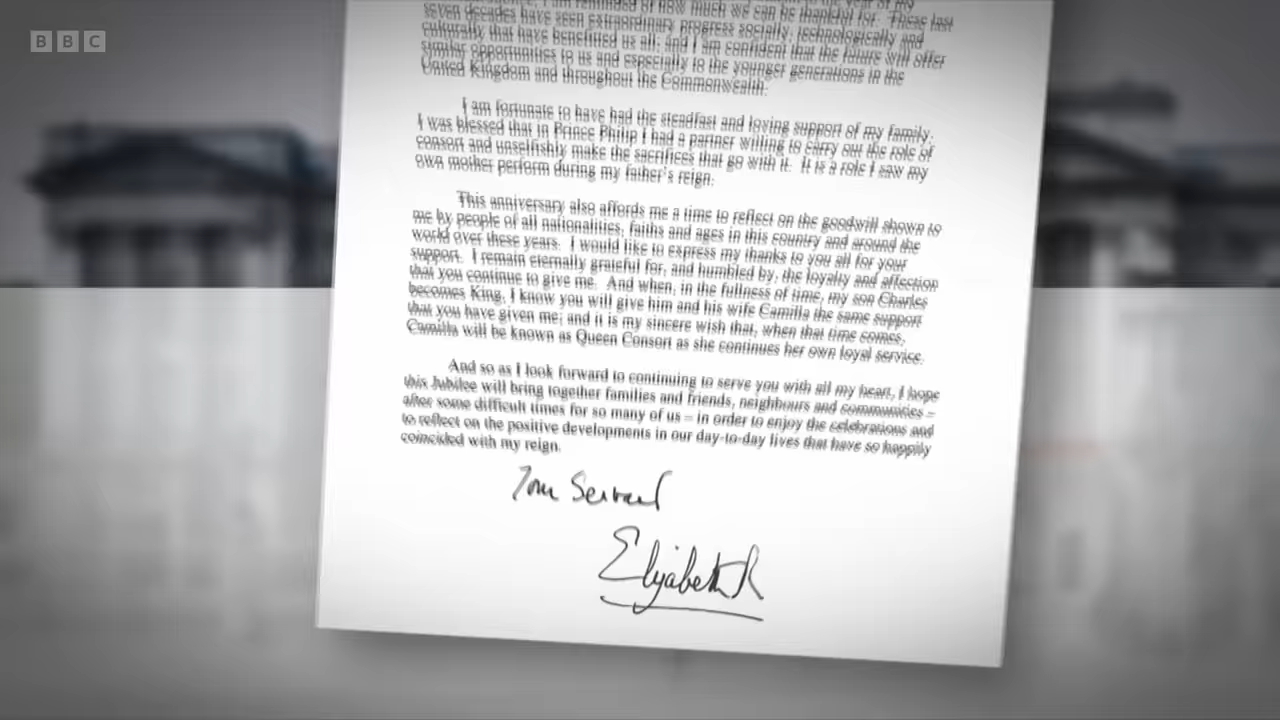 BBC
I am reminded of how much we can be thankful for. These last
seven decades have seen extraordinary progress socially, technologically and
culturally that have benefitted us all; and I am confident that the future will offer
similar opportunities to us and especially to the younger generations in the
United Kingdom and throughout the Commonwealth.
I am fortunate to have had the steadfast and loving support of my family.
I was blessed that in Prince Philip I had a partner willing to carry out the role of
consort and unselfishly make the sacrifices that go with it. It is a role I saw my
own mother perform during my father's reign.
This anniversary also affords me a time to reflect on the goodwill shown to
me by people of all nationalities, faiths and ages in this country and around the
world over these years. I would like to express my thanks to you all for your
support. I remain eternally grateful for, and humbled by, the loyalty and affection
that you continue to give me. And when, in the fullness of time, my son Charles
becomes King, I know you will give him and his wife Camilla the same support
that you have given me; and it is my sincere wish that, when that time comes,
Camilla will be known as Queen Consort as she continues her own loyal service.
And so as I look forward to continuing to serve you with all my heart, I hope
this Jubilee will bring together families and friends, neighbours and communities –
after some difficult times for so many of us – in order to enjoy the celebrations and
to reflect on the positive developments in our day-to-day lives that have so happily
coincided with my reign.
Your Servant
Elizabeth R